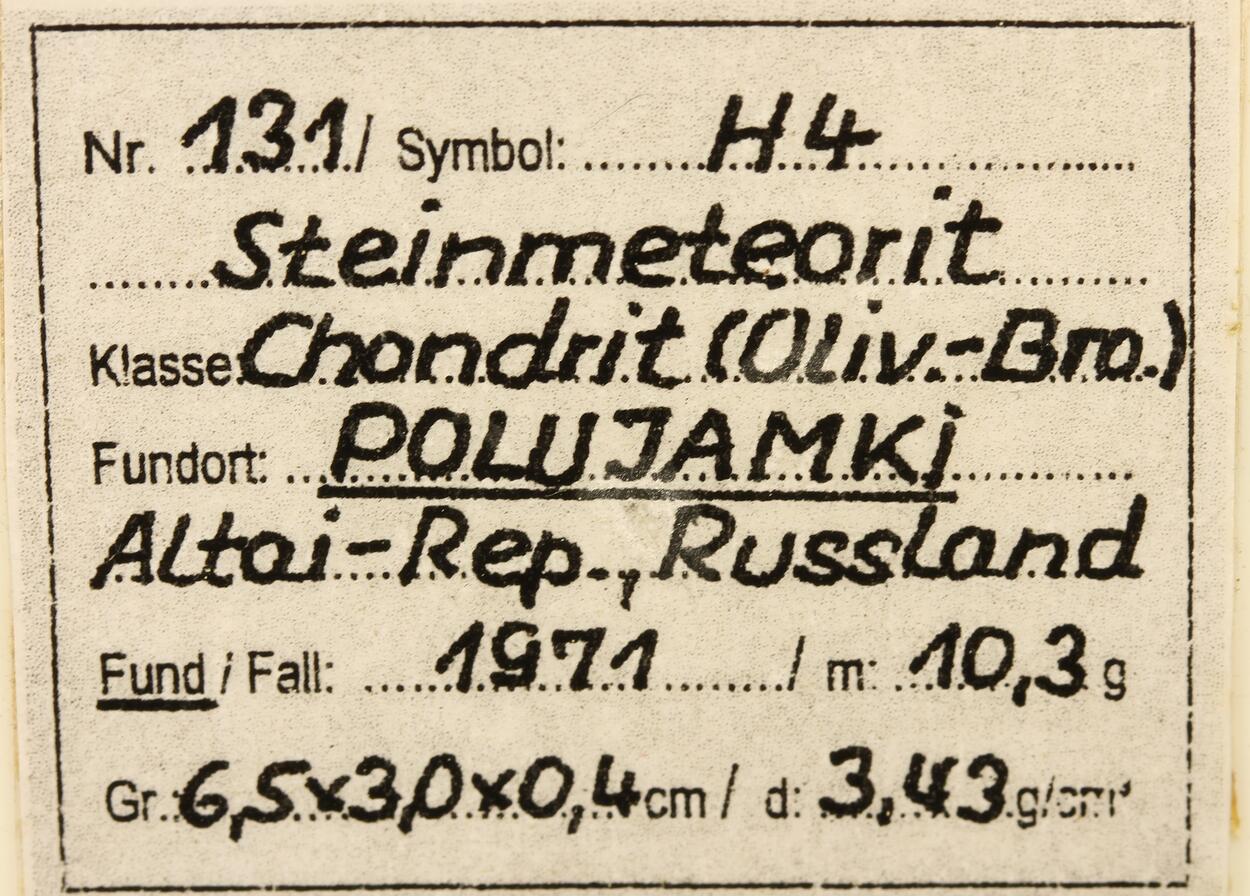 Nr. 131 / Symbol: H4
Steinmeteorit
Klasse: Chondrit (Oliv.-Bro.)
Fundort: POLUJAMKi
Altai-Rep., Russland
Fund / Fall: 1971 / m: 10,3 g
Gr.: 6,5x3,0x0,4 cm / d: 3,43 g/cm³